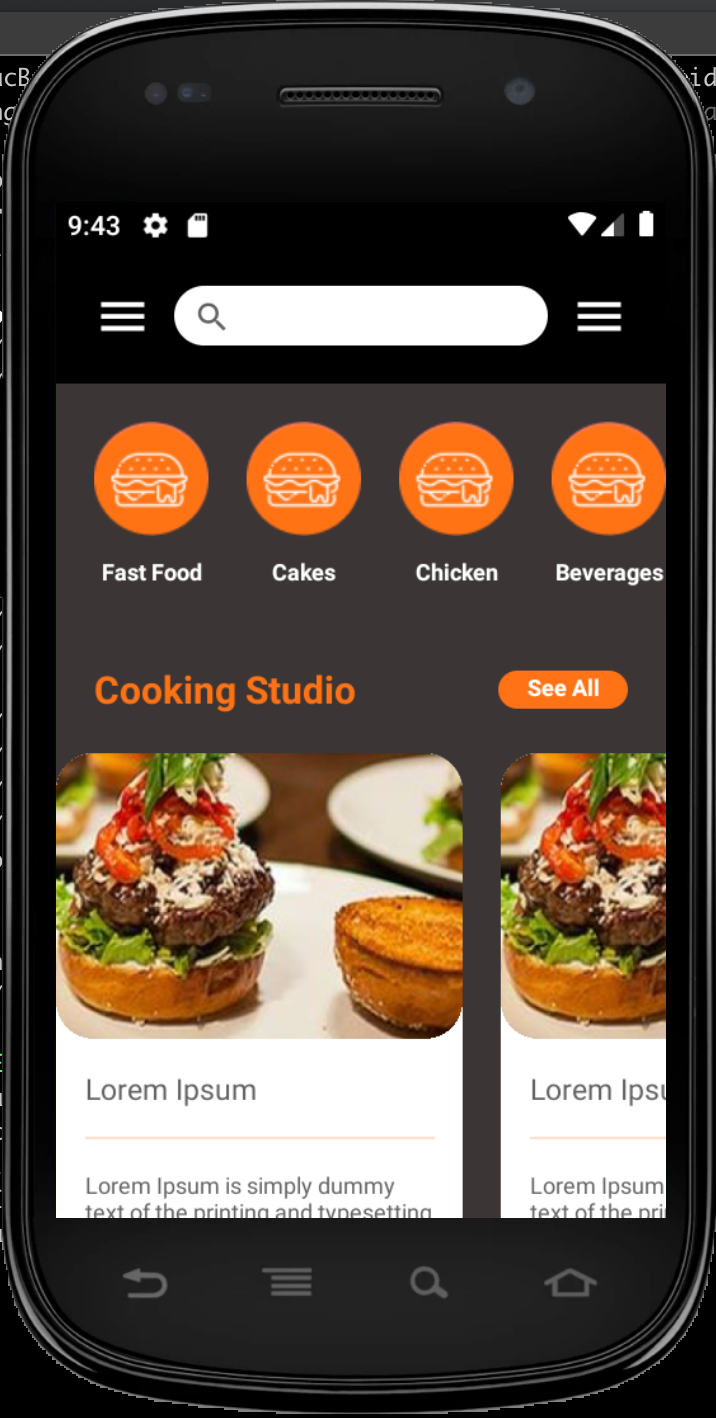 9:43
Fast Food Cakes Chicken Beverages
Cooking Studio See All
Lorem Ipsum
Lorem Ipsum is simply dummy
text of the printing and typesetting
Lorem Ipsu
Lorem Ipsum
text of the pri